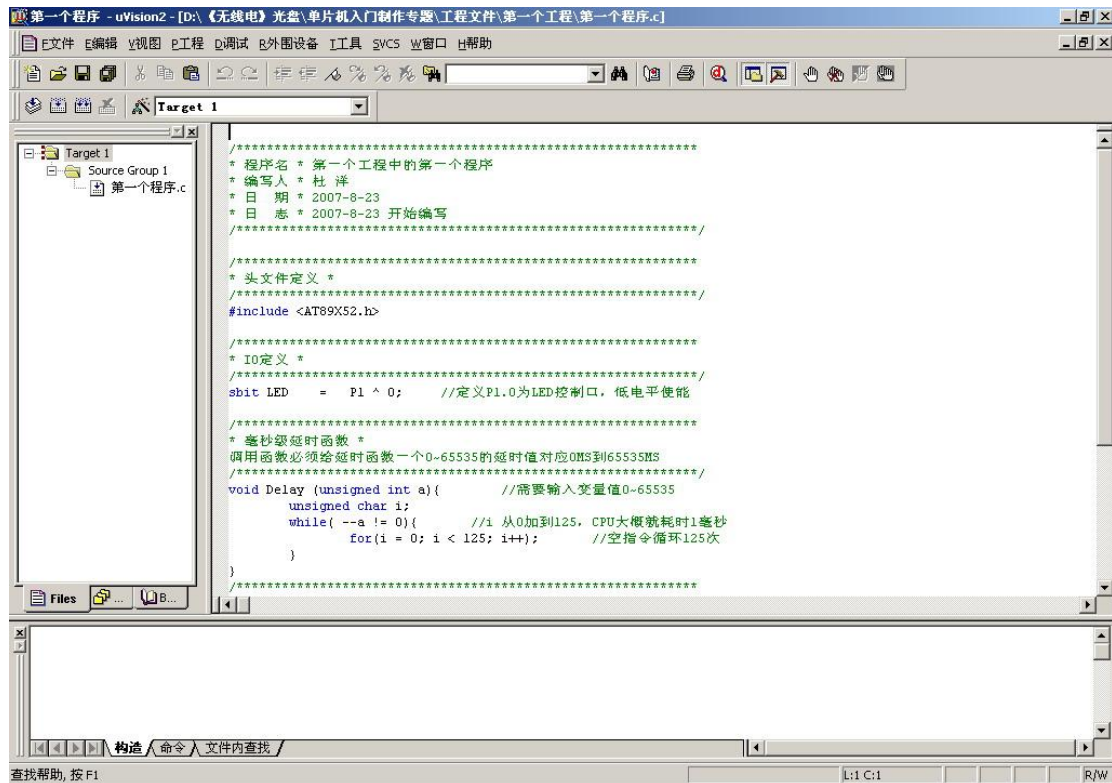 第一个程序 - uVision2 - [D:\《无线电》光盘\单片机入门制作专题\工程文件\第一个工程\第一个程序.c]
F文件 E编辑 V视图 P工程 D调试 R外围设备 T工具 SVCS W窗口 H帮助
Target 1
Target 1
Source Group 1
第一个程序.c
/*************************************************************
* 程序名 * 第一个工程中的第一个程序
* 编写人 * 杜 洋
* 日 期 * 2007-8-23
* 日 志 * 2007-8-23 开始编写
/*************************************************************/
/*************************************************************
* 头文件定义 *
/*************************************************************/
#include <AT89X52.h>
/*************************************************************
* IO定义 *
/*************************************************************/
sbit LED = P1 ^ 0; //定义P1.0为LED控制口，低电平使能
/*************************************************************
* 毫秒级延时函数 *
调用函数必须给延时函数一个0~65535的延时值对应0MS到65535MS
/*************************************************************/
void Delay (unsigned int a){ //需要输入变量值0~65535
unsigned char i;
while( --a != 0){ //i 从0加到125，CPU大概就耗时1毫秒
for(i = 0; i < 125; i++); //空指令循环125次
}
}
/*************************************************************
Files ... B...
构造 命令 文件内查找
查找帮助, 按 F1 L:1 C:1 R/W